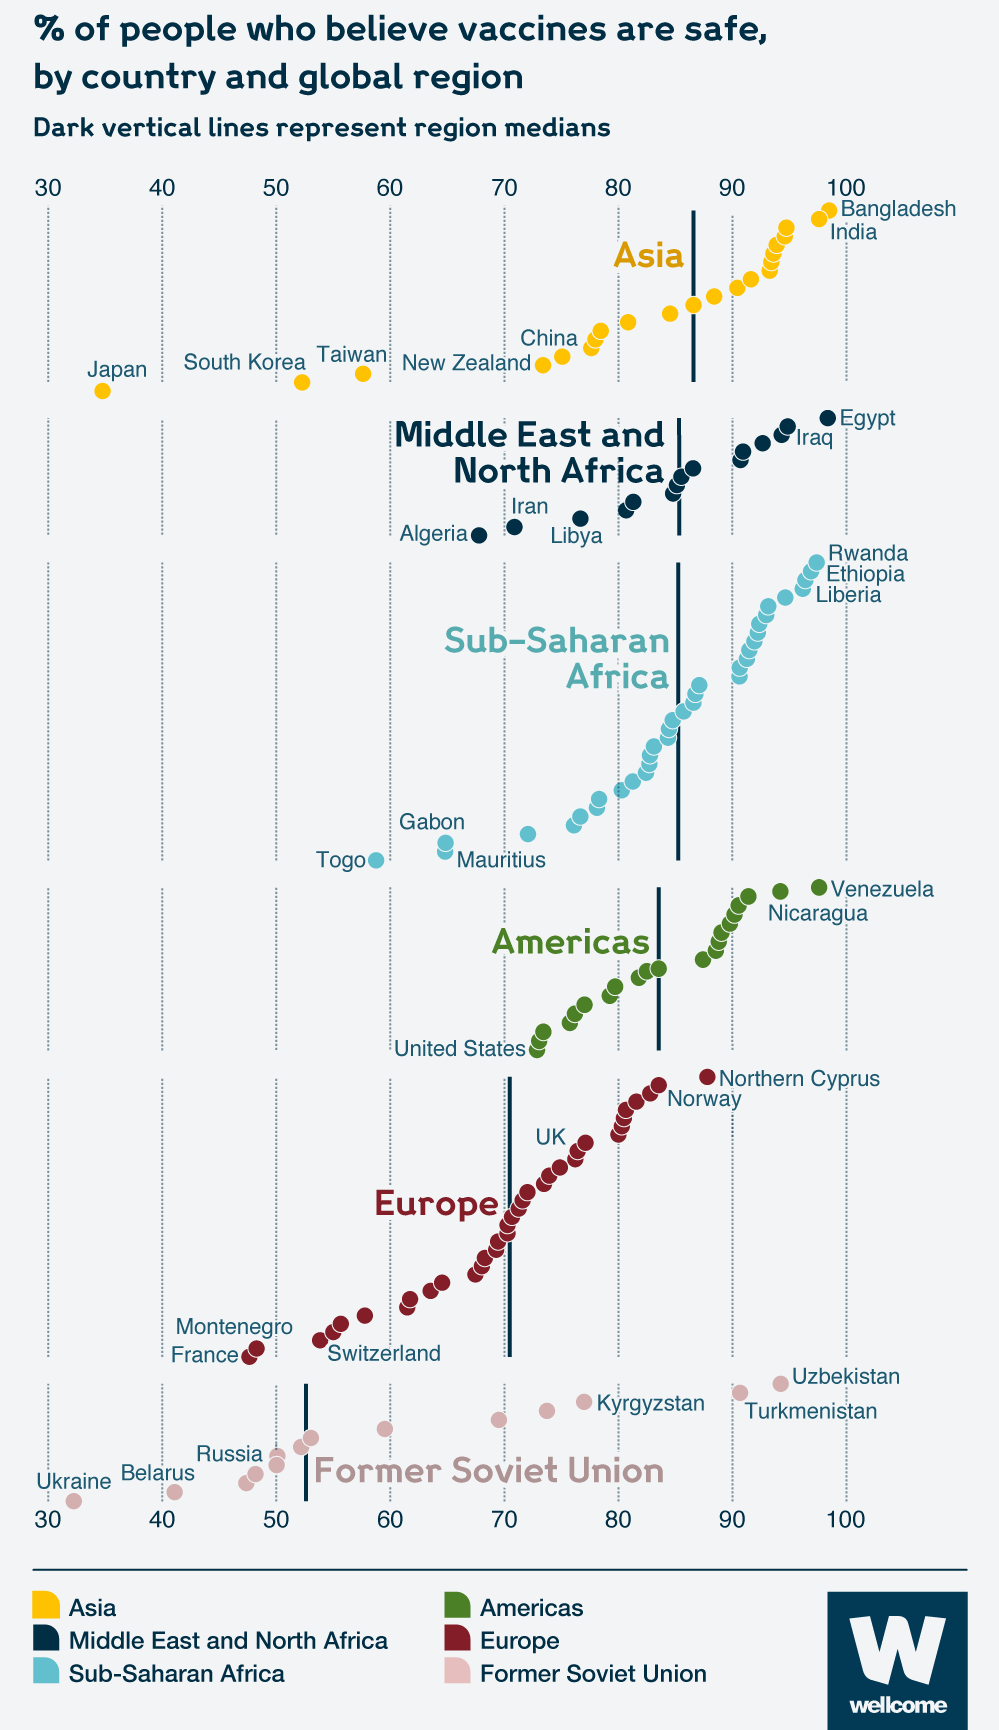 % of people who believe vaccines are safe,
by country and global region
Dark vertical lines represent region medians
30 40 50 60 70 80 90 100
Bangladesh
India
Asia
China
Taiwan
South Korea
New Zealand
Japan
Egypt
Middle East and
Iraq
North Africa
Iran
Algeria
Libya
Rwanda
Ethiopia
Liberia
Sub-Saharan
Africa
Gabon
Togo
Mauritius
Venezuela
Nicaragua
Americas
United States
Northern Cyprus
Norway
UK
Europe
Montenegro
France
Switzerland
Uzbekistan
Kyrgyzstan
Turkmenistan
Russia
Former Soviet Union
Belarus
Ukraine
30 40 50 60 70 80 90 100
Asia
Middle East and North Africa
Sub-Saharan Africa
Americas
Europe
Former Soviet Union
W
wellcome